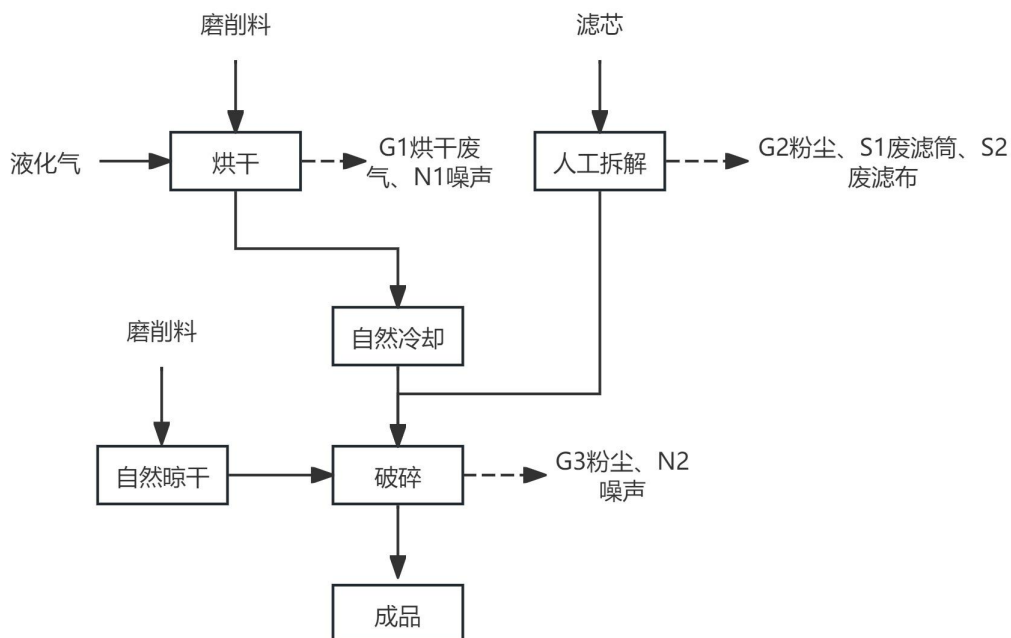 磨削料
滤芯
液化气
烘干
G1烘干废
气、N1噪声
人工拆解
G2粉尘、S1废滤筒、S2
废滤布
自然冷却
磨削料
自然晾干
破碎
G3粉尘、N2
噪声
成品